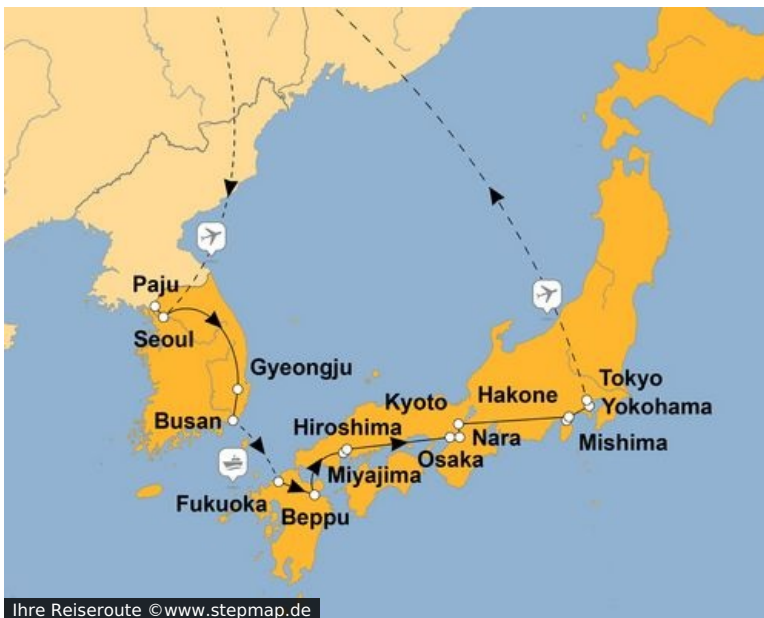 Paju
Seoul
Gyeongju
Busan
Fukuoka
Beppu
Hiroshima
Miyajima
Kyoto
Osaka
Nara
Hakone
Mishima
Tokyo
Yokohama
Ihre Reiseroute ©www.stepmap.de